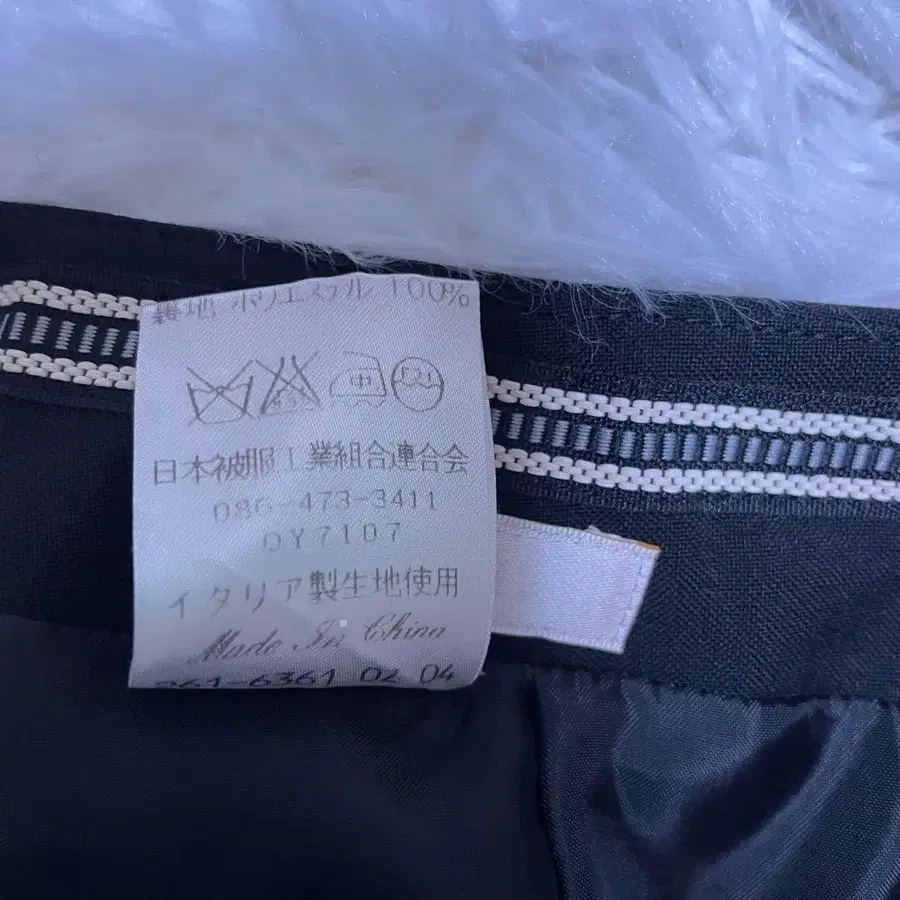 裏地 ポリエステル 100%
中
日本被服工業組合連合会
086-473-3411
OY7107
イタリア製生地使用
Made In China
261-6361 02 04